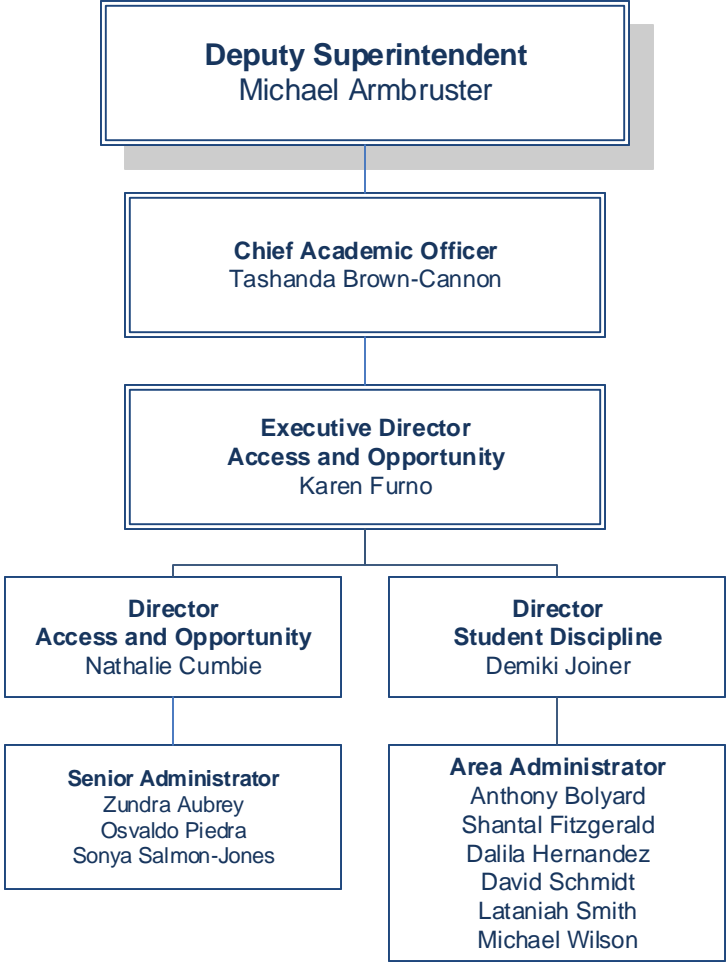 Deputy Superintendent
Michael Armbruster
Chief Academic Officer
Tashanda Brown-Cannon
Executive Director
Access and Opportunity
Karen Furno
Director
Access and Opportunity
Nathalie Cumbie
Director
Student Discipline
Demiki Joiner
Senior Administrator
Zundra Aubrey
Osvaldo Piedra
Sonya Salmon-Jones
Area Administrator
Anthony Bolyard
Shantal Fitzgerald
Dalila Hernandez
David Schmidt
Lataniah Smith
Michael Wilson